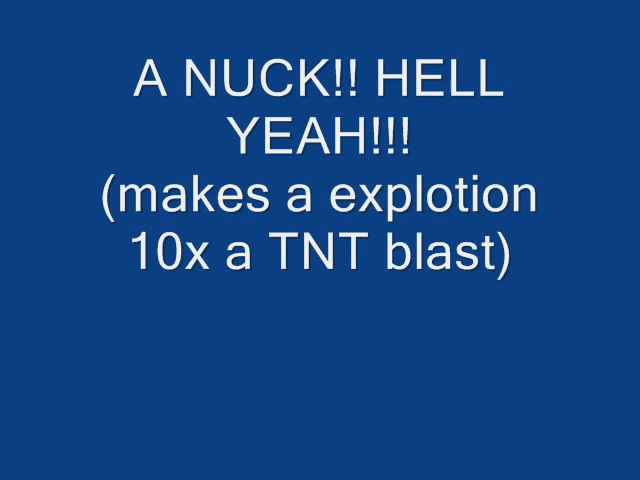 A NUCK!! HELL
YEAH!!!
(makes a explotion
10x a TNT blast)